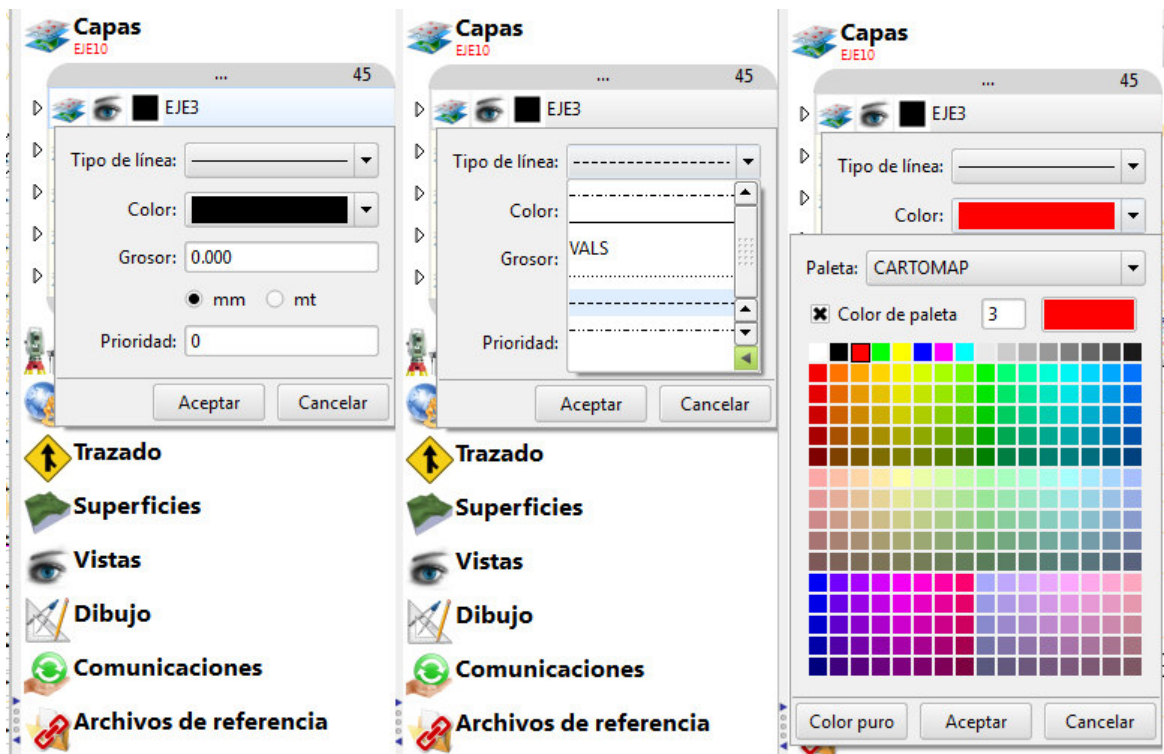 Capas
EJE10
... 45
EJE3
Tipo de línea:
Color:
Grosor: 0.000
mm mt
Prioridad: 0
Aceptar Cancelar
Trazado
Superficies
Vistas
Dibujo
Comunicaciones
Archivos de referencia
Capas
EJE10
... 45
EJE3
Tipo de línea:
Color:
Grosor: VALS
Prioridad:
Aceptar Cancelar
Trazado
Superficies
Vistas
Dibujo
Comunicaciones
Archivos de referencia
Capas
EJE10
... 45
EJE3
Tipo de línea:
Color:
Paleta: CARTOMAP
Color de paleta 3
Color puro Aceptar Cancelar